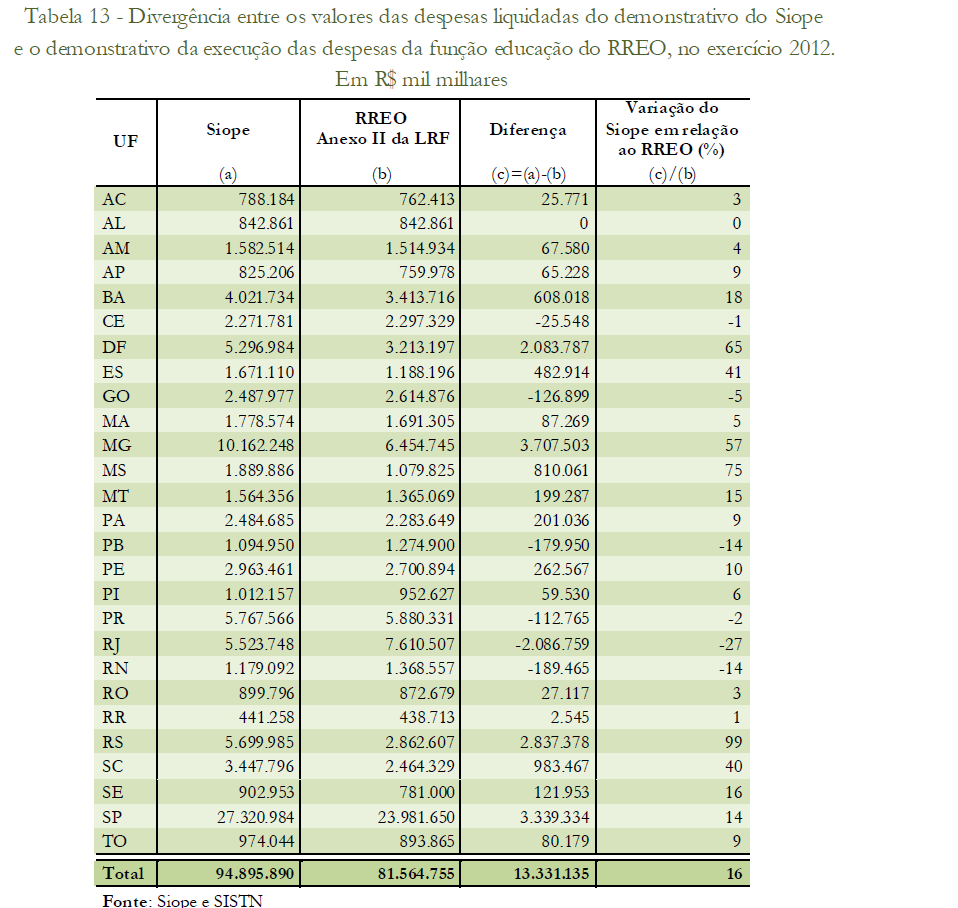 Tabela 13 - Divergência entre os valores das despesas liquidadas do demonstrativo do Siope
e o demonstrativo da execução das despesas da função educação do RREO, no exercício 2012.
Em R$ mil milhares
UF Siope RREO Anexo II da LRF Diferença Variação do Siope em relação ao RREO (%)
(a) (b) (c)=(a)-(b) (c)/(b)
AC 788.184 762.413 25.771 3
AL 842.861 842.861 0 0
AM 1.582.514 1.514.934 67.580 4
AP 825.206 759.978 65.228 9
BA 4.021.734 3.413.716 608.018 18
CE 2.271.781 2.297.329 -25.548 -1
DF 5.296.984 3.213.197 2.083.787 65
ES 1.671.110 1.188.196 482.914 41
GO 2.487.977 2.614.876 -126.899 -5
MA 1.778.574 1.691.305 87.269 5
MG 10.162.248 6.454.745 3.707.503 57
MS 1.889.886 1.079.825 810.061 75
MT 1.564.356 1.365.069 199.287 15
PA 2.484.685 2.283.649 201.036 9
PB 1.094.950 1.274.900 -179.950 -14
PE 2.963.461 2.700.894 262.567 10
PI 1.012.157 952.627 59.530 6
PR 5.767.566 5.880.331 -112.765 -2
RJ 5.523.748 7.610.507 -2.086.759 -27
RN 1.179.092 1.368.557 -189.465 -14
RO 899.796 872.679 27.117 3
RR 441.258 438.713 2.545 1
RS 5.699.985 2.862.607 2.837.378 99
SC 3.447.796 2.464.329 983.467 40
SE 902.953 781.000 121.953 16
SP 27.320.984 23.981.650 3.339.334 14
TO 974.044 893.865 80.179 9
Total 94.895.890 81.564.755 13.331.135 16
Fonte: Siope e SISTN